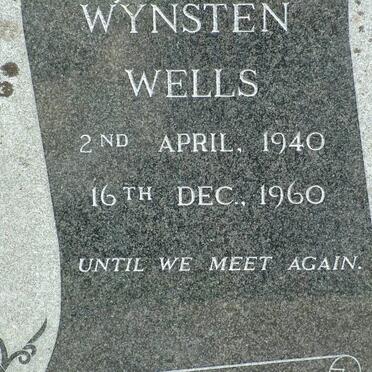 WYNSTEN
WELLS
2ND APRIL, 1940
16TH DEC., 1960
UNTIL WE MEET AGAIN.